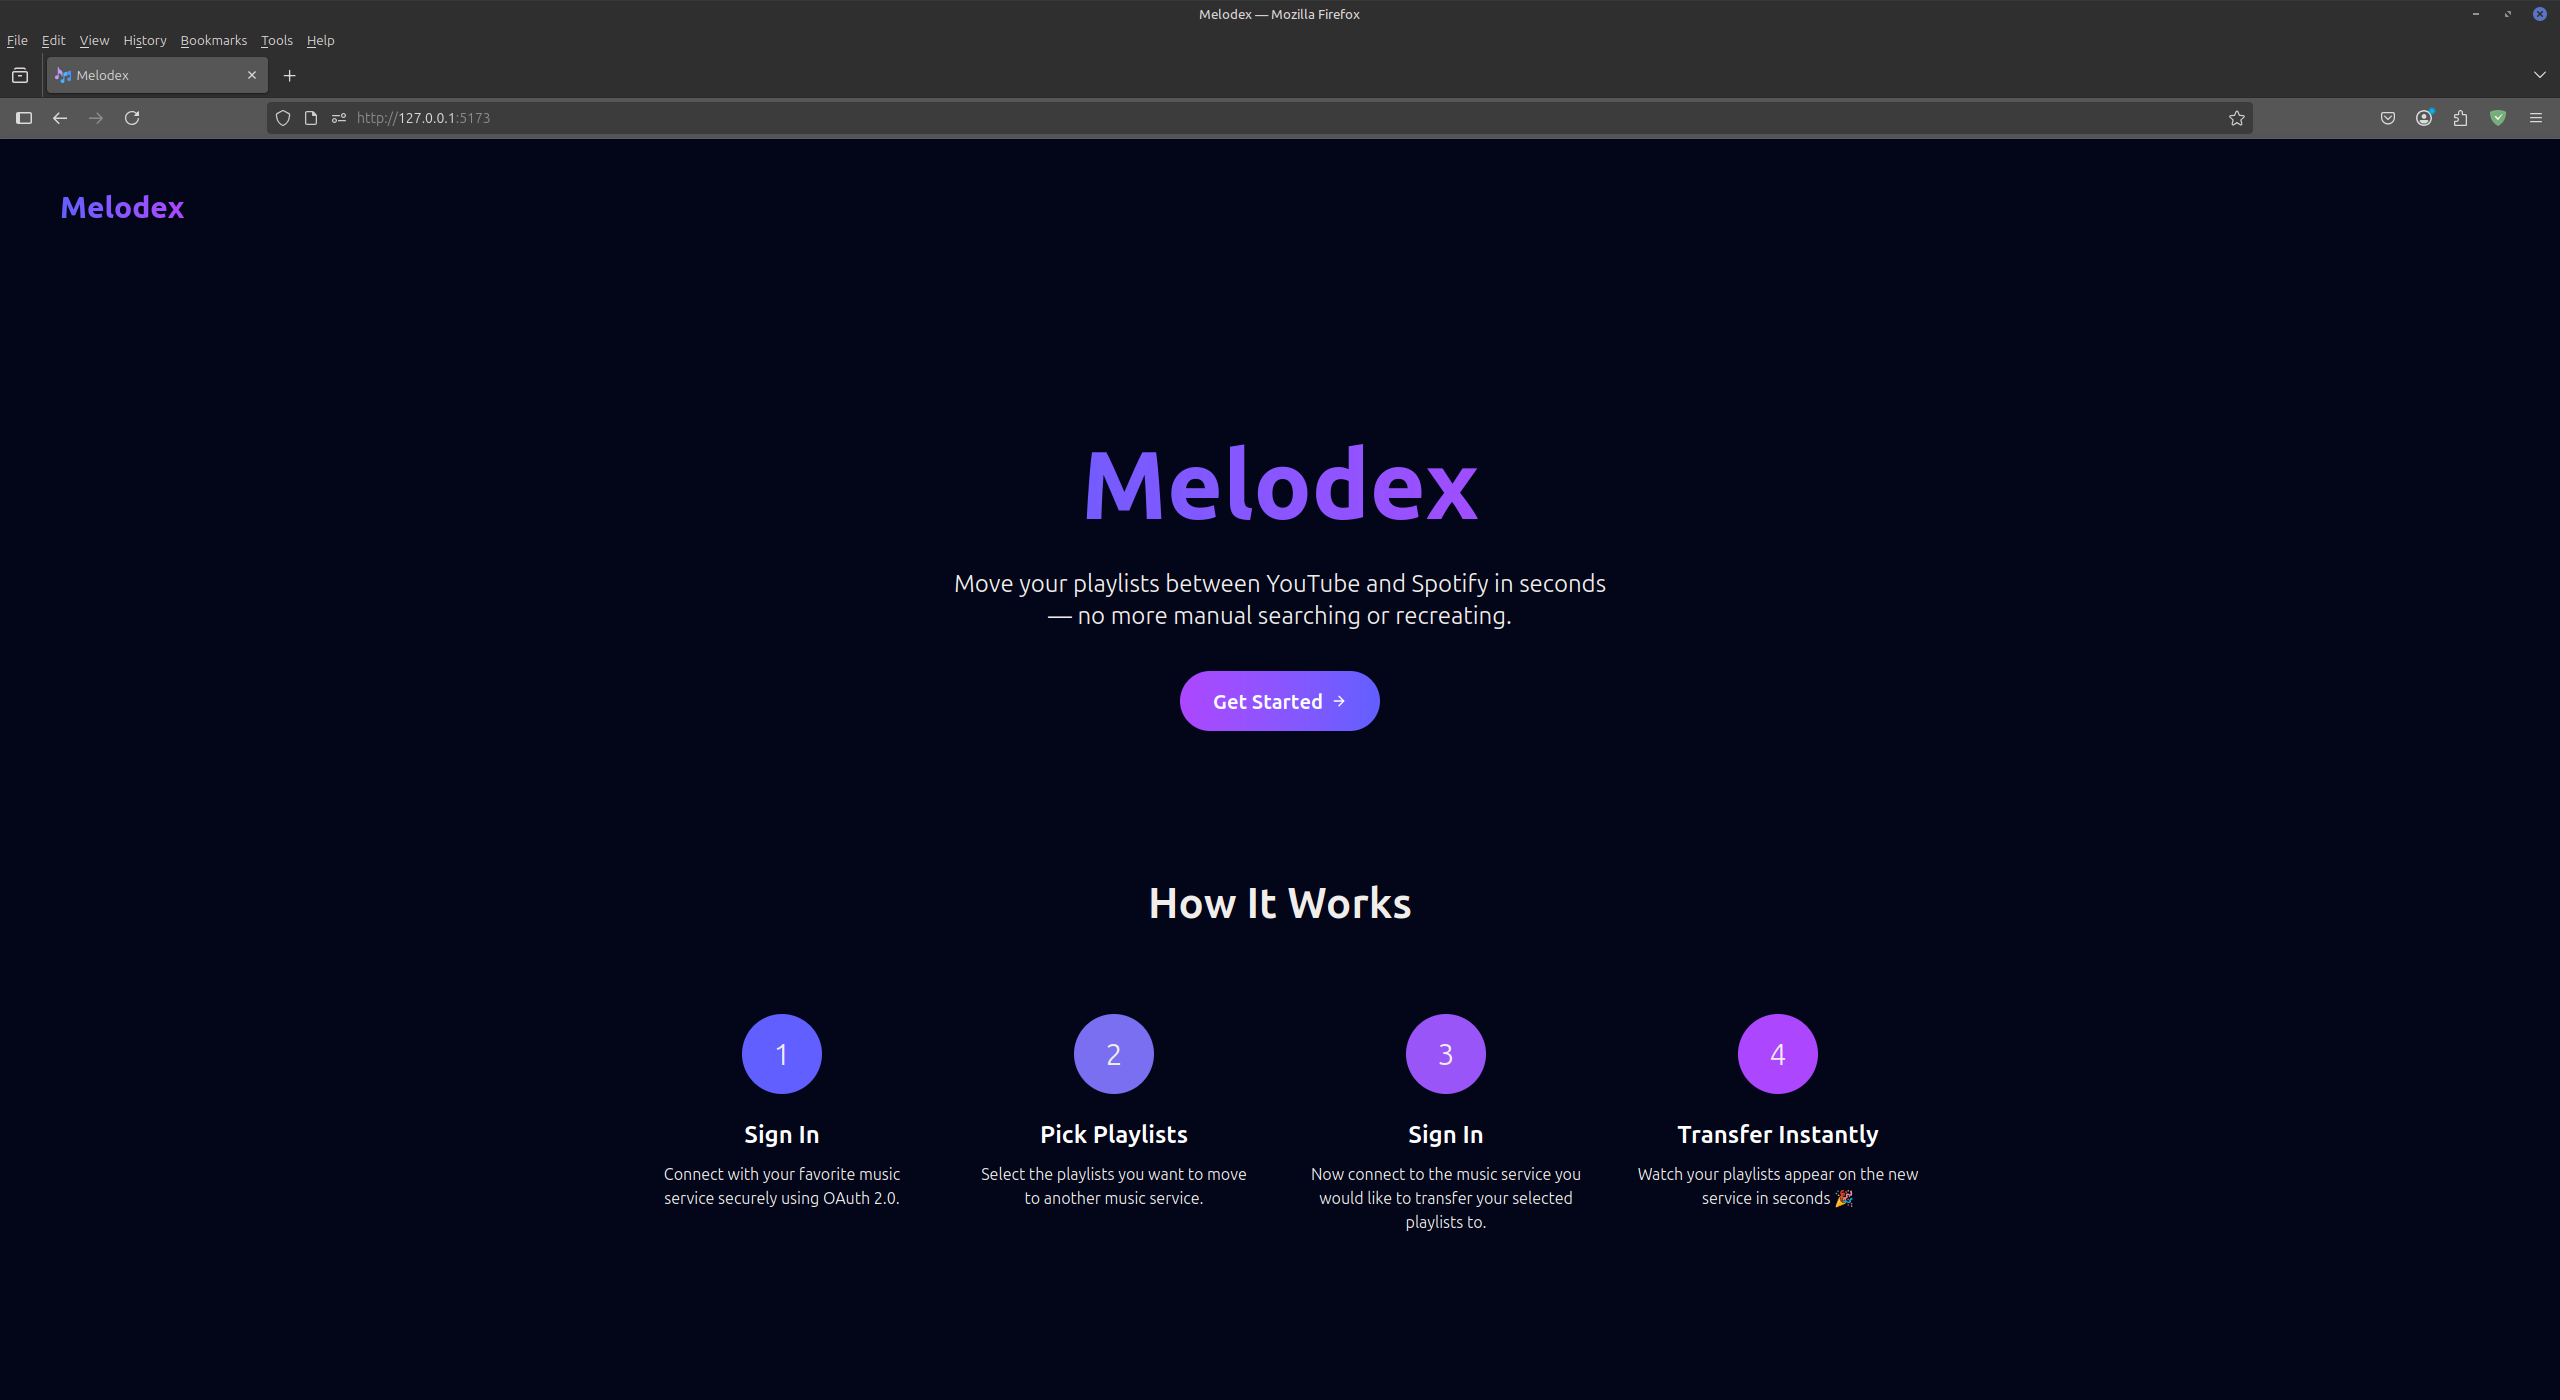 Melodex — Mozilla Firefox
File Edit View History Bookmarks Tools Help
Melodex
http://127.0.0.1:5173
Melodex
Melodex
Move your playlists between YouTube and Spotify in seconds
— no more manual searching or recreating.
Get Started →
How It Works
1
Sign In
Connect with your favorite music
service securely using OAuth 2.0.
2
Pick Playlists
Select the playlists you want to move
to another music service.
3
Sign In
Now connect to the music service you
would like to transfer your selected
playlists to.
4
Transfer Instantly
Watch your playlists appear on the new
service in seconds 🎉